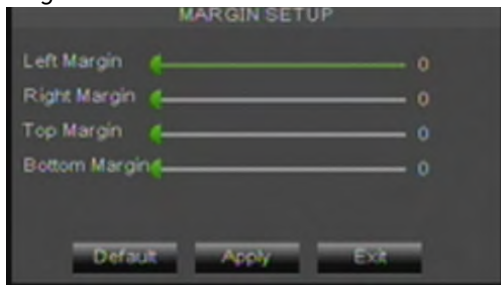 MARGIN SETUP
Left Margin 0
Right Margin 0
Top Margin 0
Bottom Margin 0
Default Apply Exit